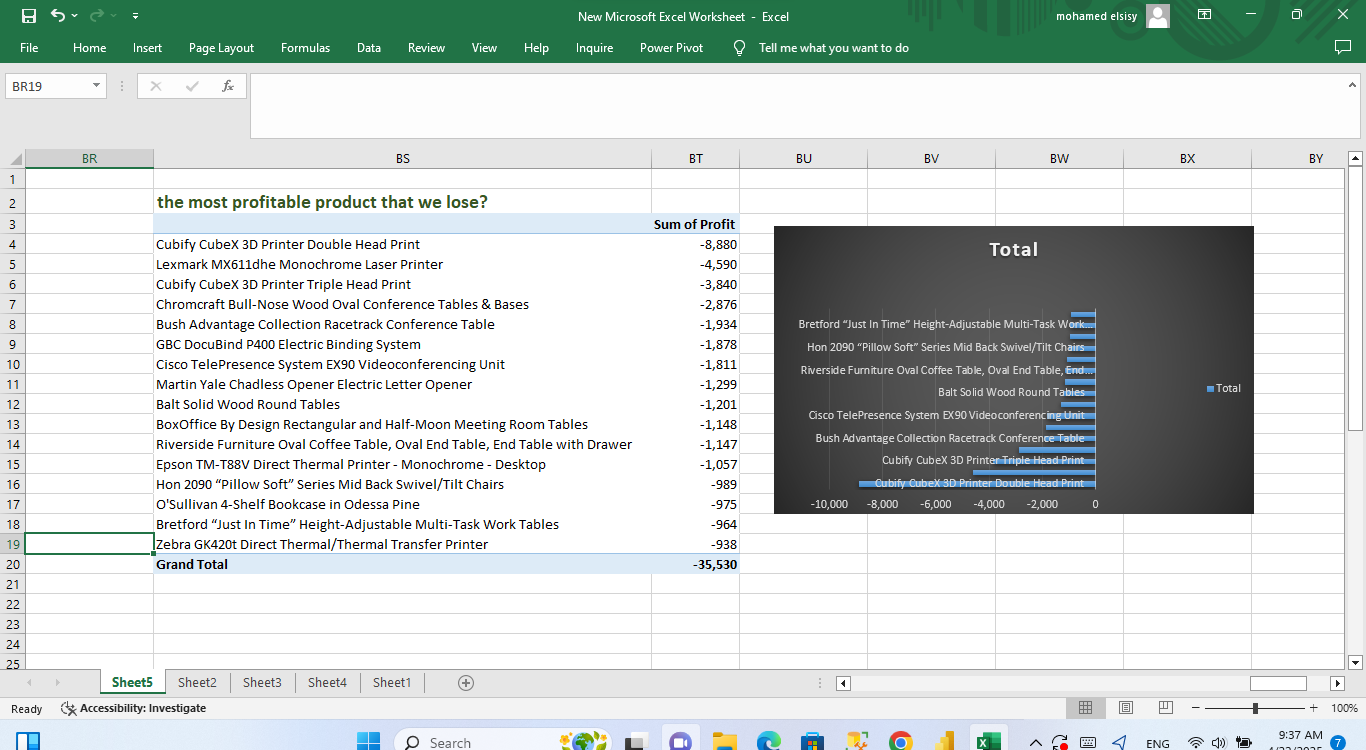 New Microsoft Excel Worksheet - Excel
mohamed elsisy
File Home Insert Page Layout Formulas Data Review View Help Inquire Power Pivot Tell me what you want to do
BR19 fx
BR BS BT BU BV BW BX BY
1
2 the most profitable product that we lose?
3 Sum of Profit
4 Cubify CubeX 3D Printer Double Head Print -8,880
5 Lexmark MX611dhe Monochrome Laser Printer -4,590
6 Cubify CubeX 3D Printer Triple Head Print -3,840
7 Chromcraft Bull-Nose Wood Oval Conference Tables & Bases -2,876
8 Bush Advantage Collection Racetrack Conference Table -1,934
9 GBC DocuBind P400 Electric Binding System -1,878
10 Cisco TelePresence System EX90 Videoconferencing Unit -1,811
11 Martin Yale Chadless Opener Electric Letter Opener -1,299
12 Balt Solid Wood Round Tables -1,201
13 BoxOffice By Design Rectangular and Half-Moon Meeting Room Tables -1,148
14 Riverside Furniture Oval Coffee Table, Oval End Table, End Table with Drawer -1,147
15 Epson TM-T88V Direct Thermal Printer - Monochrome - Desktop -1,057
16 Hon 2090 “Pillow Soft” Series Mid Back Swivel/Tilt Chairs -989
17 O'Sullivan 4-Shelf Bookcase in Odessa Pine -975
18 Bretford “Just In Time” Height-Adjustable Multi-Task Work Tables -964
19 Zebra GK420t Direct Thermal/Thermal Transfer Printer -938
20 Grand Total -35,530
21
22
23
24
25
Total
Bretford “Just In Time” Height-Adjustable Multi-Task Work...
Hon 2090 “Pillow Soft” Series Mid Back Swivel/Tilt Chairs
Riverside Furniture Oval Coffee Table, Oval End Table, End...
Balt Solid Wood Round Tables
Cisco TelePresence System EX90 Videoconferencing Unit
Bush Advantage Collection Racetrack Conference Table
Cubify CubeX 3D Printer Triple Head Print
Cubify CubeX 3D Printer Double Head Print
-10,000 -8,000 -6,000 -4,000 -2,000 0
Total
Sheet5 Sheet2 Sheet3 Sheet4 Sheet1
Ready Accessibility: Investigate 100%
Search ENG 9:37 AM 7